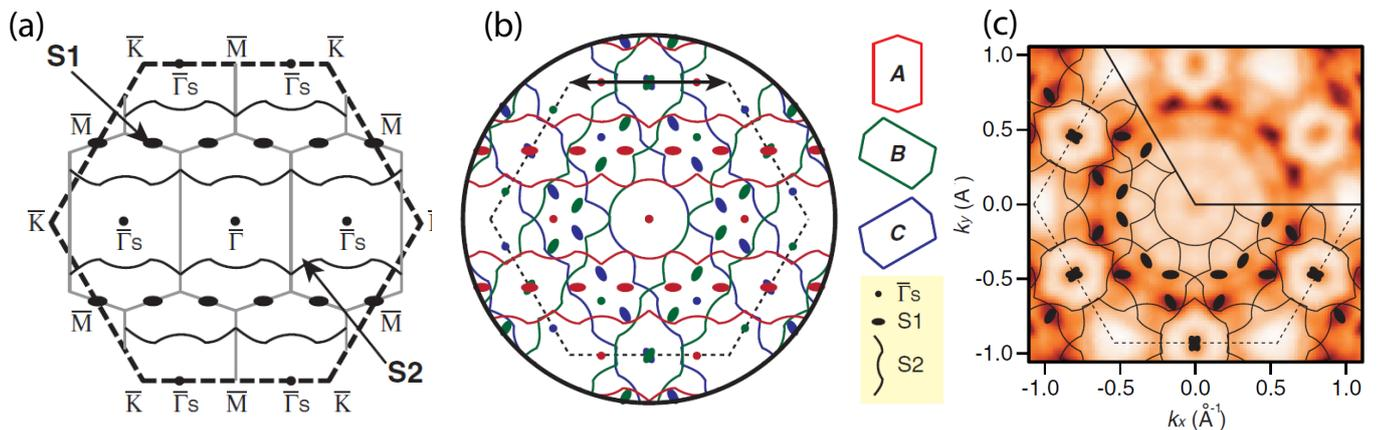 (a)
K̅ M̅ K̅
S1
Γ̅s Γ̅s
M̅ M̅
K̅
Γ̅s Γ̅ Γ̅s
M̅ M̅
S2
K̅ Γ̅s M̅ Γ̅s K̅
(b)
A
B
C
Γ̅s
S1
S2
(c)
1.0
0.5
0.0
-0.5
-1.0
ky (Å
-1.0 -0.5 0.0 0.5 1.0
kx (Å-1)